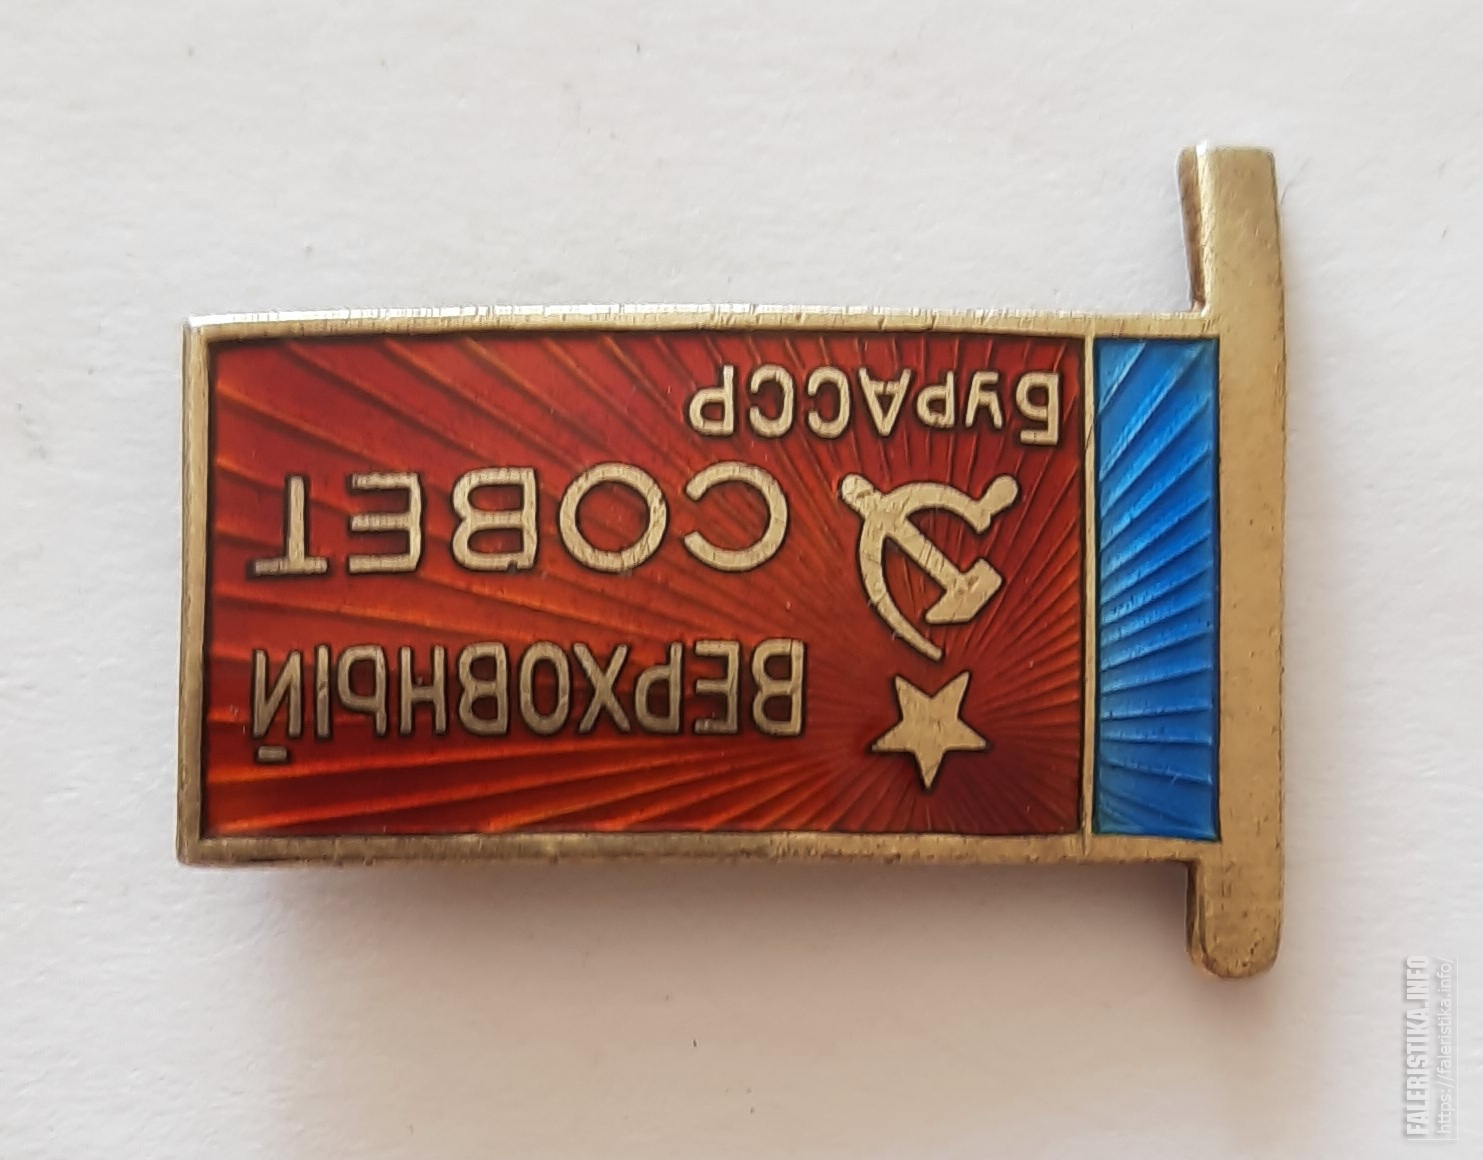 ВЕРХОВНЫЙ
СОВЕТ
БУРАССР
FALERISTIKA.INFO
https://faleristika.info/